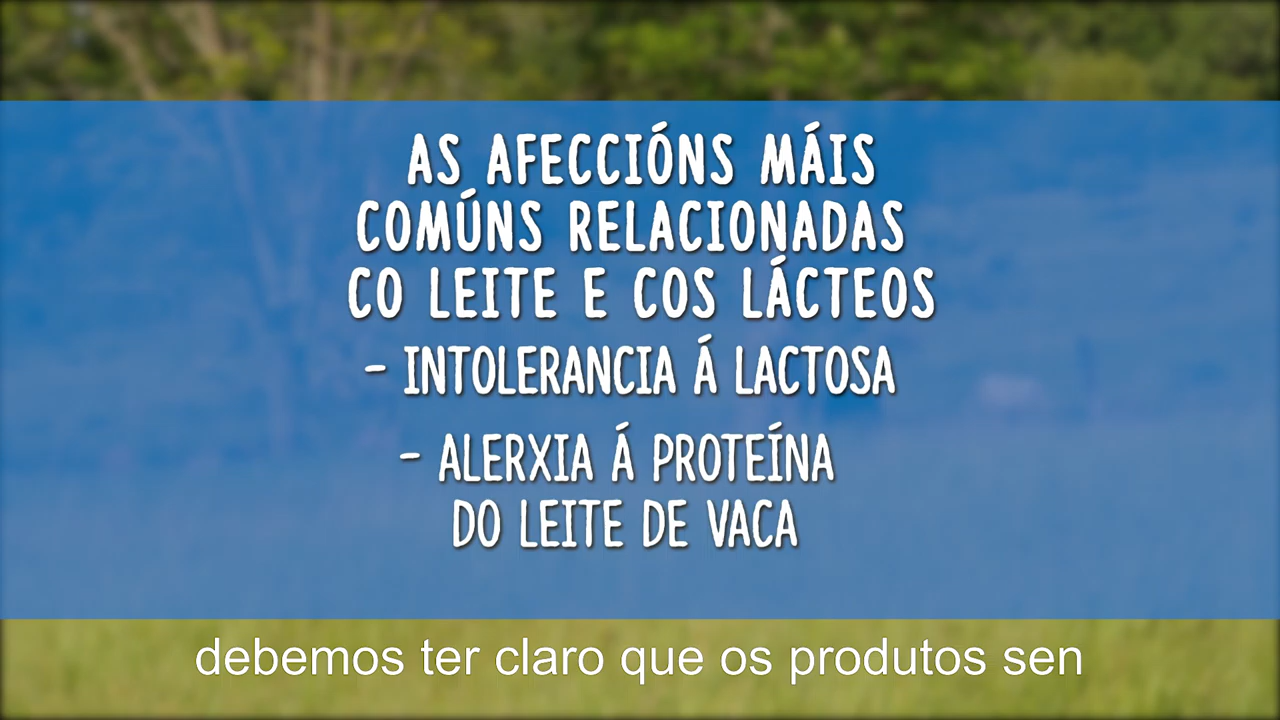 AS AFECCIÓNS MÁIS
COMÚNS RELACIONADAS
CO LEITE E COS LÁCTEOS
- INTOLERANCIA Á LACTOSA
- ALERXIA Á PROTEÍNA
DO LEITE DE VACA
debemos ter claro que os produtos sen